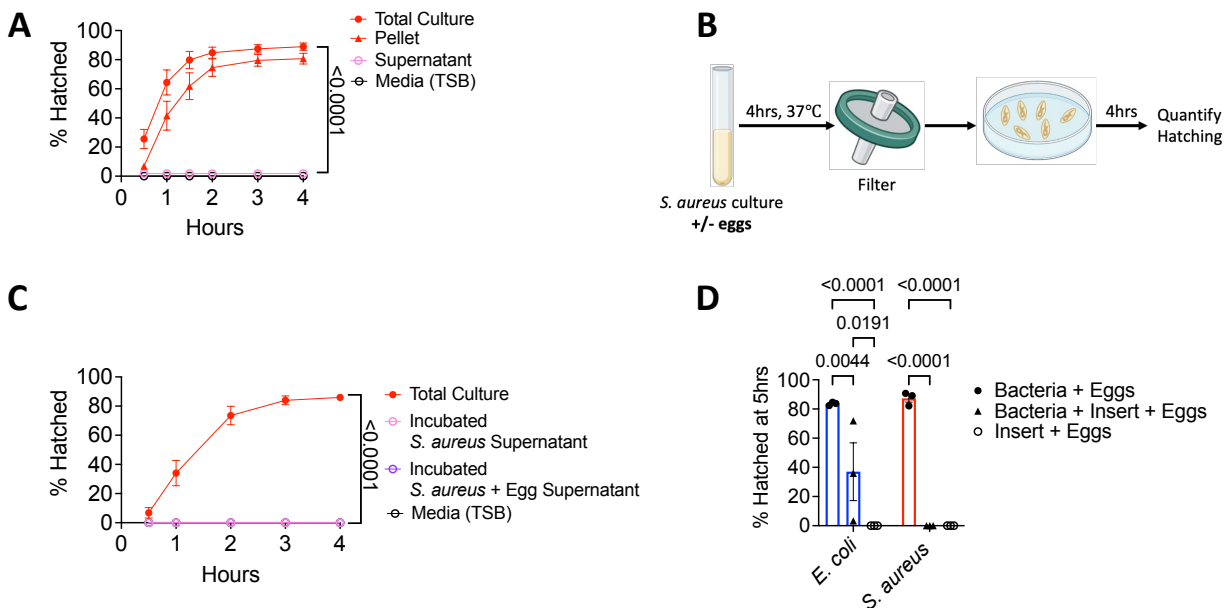 A
% Hatched
100
80
60
40
20
0
0
1
2
3
4
Hours
Total Culture
Pellet
Supernatant
Media (TSB)
<0.0001
B
4hrs, 37℃
4hrs
Quantify
Hatching
Filter
S. aureus culture
+/- eggs
C
% Hatched
100
80
60
40
20
0
0
1
2
3
4
Hours
Total Culture
Incubated
S. aureus Supernatant
Incubated
S. aureus + Egg Supernatant
Media (TSB)
<0.0001
D
<0.0001
<0.0001
0.0191
0.0044
<0.0001
% Hatched at 5hrs
100
80
60
40
20
0
E. coli
S. aureus
Bacteria + Eggs
Bacteria + Insert + Eggs
Insert + Eggs